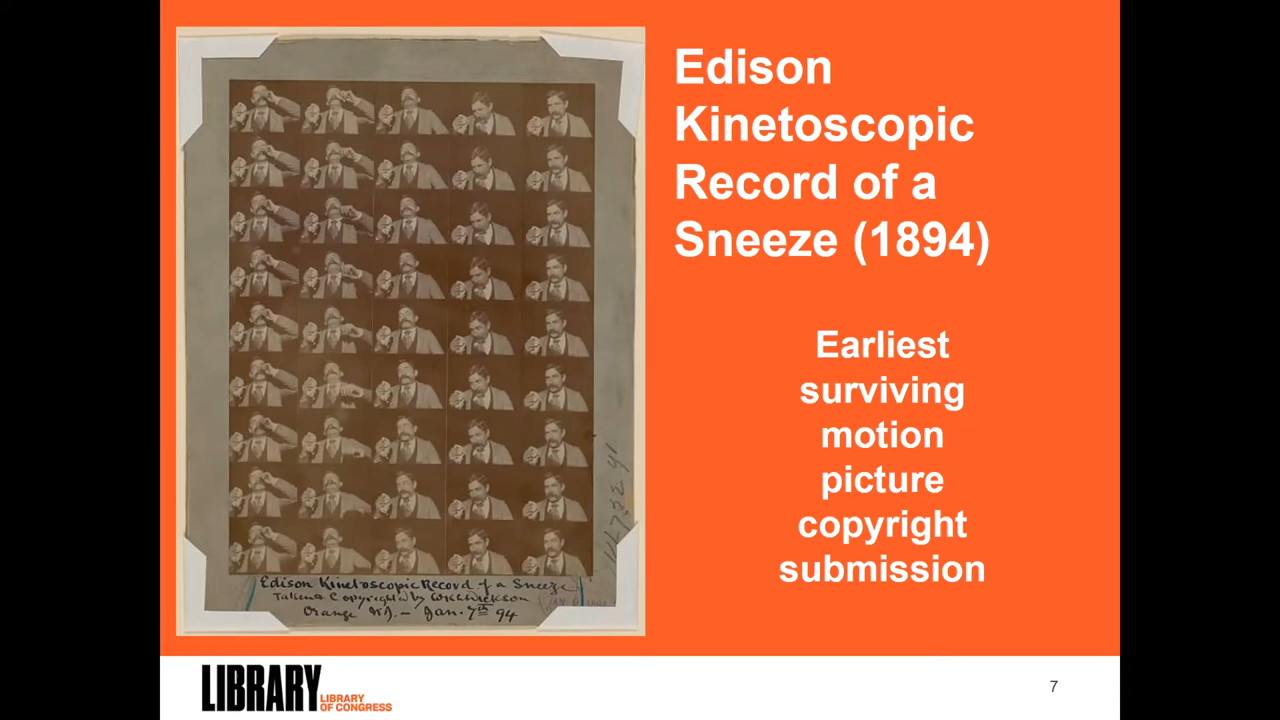 Edison
Kinetoscopic
Record of a
Sneeze (1894)
Earliest
surviving
motion
picture
copyright
submission
Edison Kinetoscopic Record of a Sneeze
Taken & Copyrighted by W.K.L. Dickson
Orange N.J. — Jan. 7th 94
LIBRARY
LIBRARY
OF CONGRESS
7